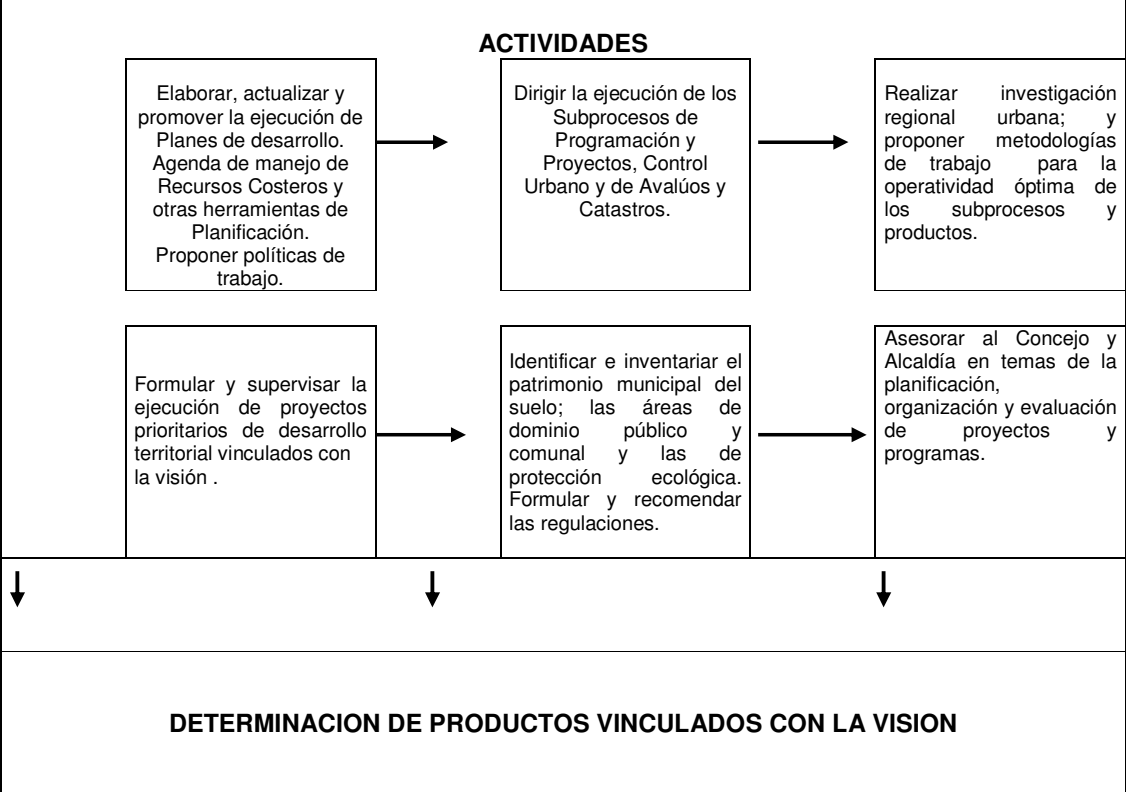 ACTIVIDADES
Elaborar, actualizar y
promover la ejecución de
Planes de desarrollo.
Agenda de manejo de
Recursos Costeros y
otras herramientas de
Planificación.
Proponer políticas de
trabajo.
Dirigir la ejecución de los
Subprocesos de
Programación y
Proyectos, Control
Urbano y de Avalúos y
Catastros.
Realizar investigación
regional urbana; y
proponer metodologías
de trabajo para la
operatividad óptima de
los subprocesos y
productos.
Formular y supervisar la
ejecución de proyectos
prioritarios de desarrollo
territorial vinculados con
la visión .
Identificar e inventariar el
patrimonio municipal del
suelo; las áreas de
dominio público y
comunal y las de
protección ecológica.
Formular y recomendar
las regulaciones.
Asesorar al Concejo y
Alcaldía en temas de la
planificación,
organización y evaluación
de proyectos y
programas.
DETERMINACION DE PRODUCTOS VINCULADOS CON LA VISION